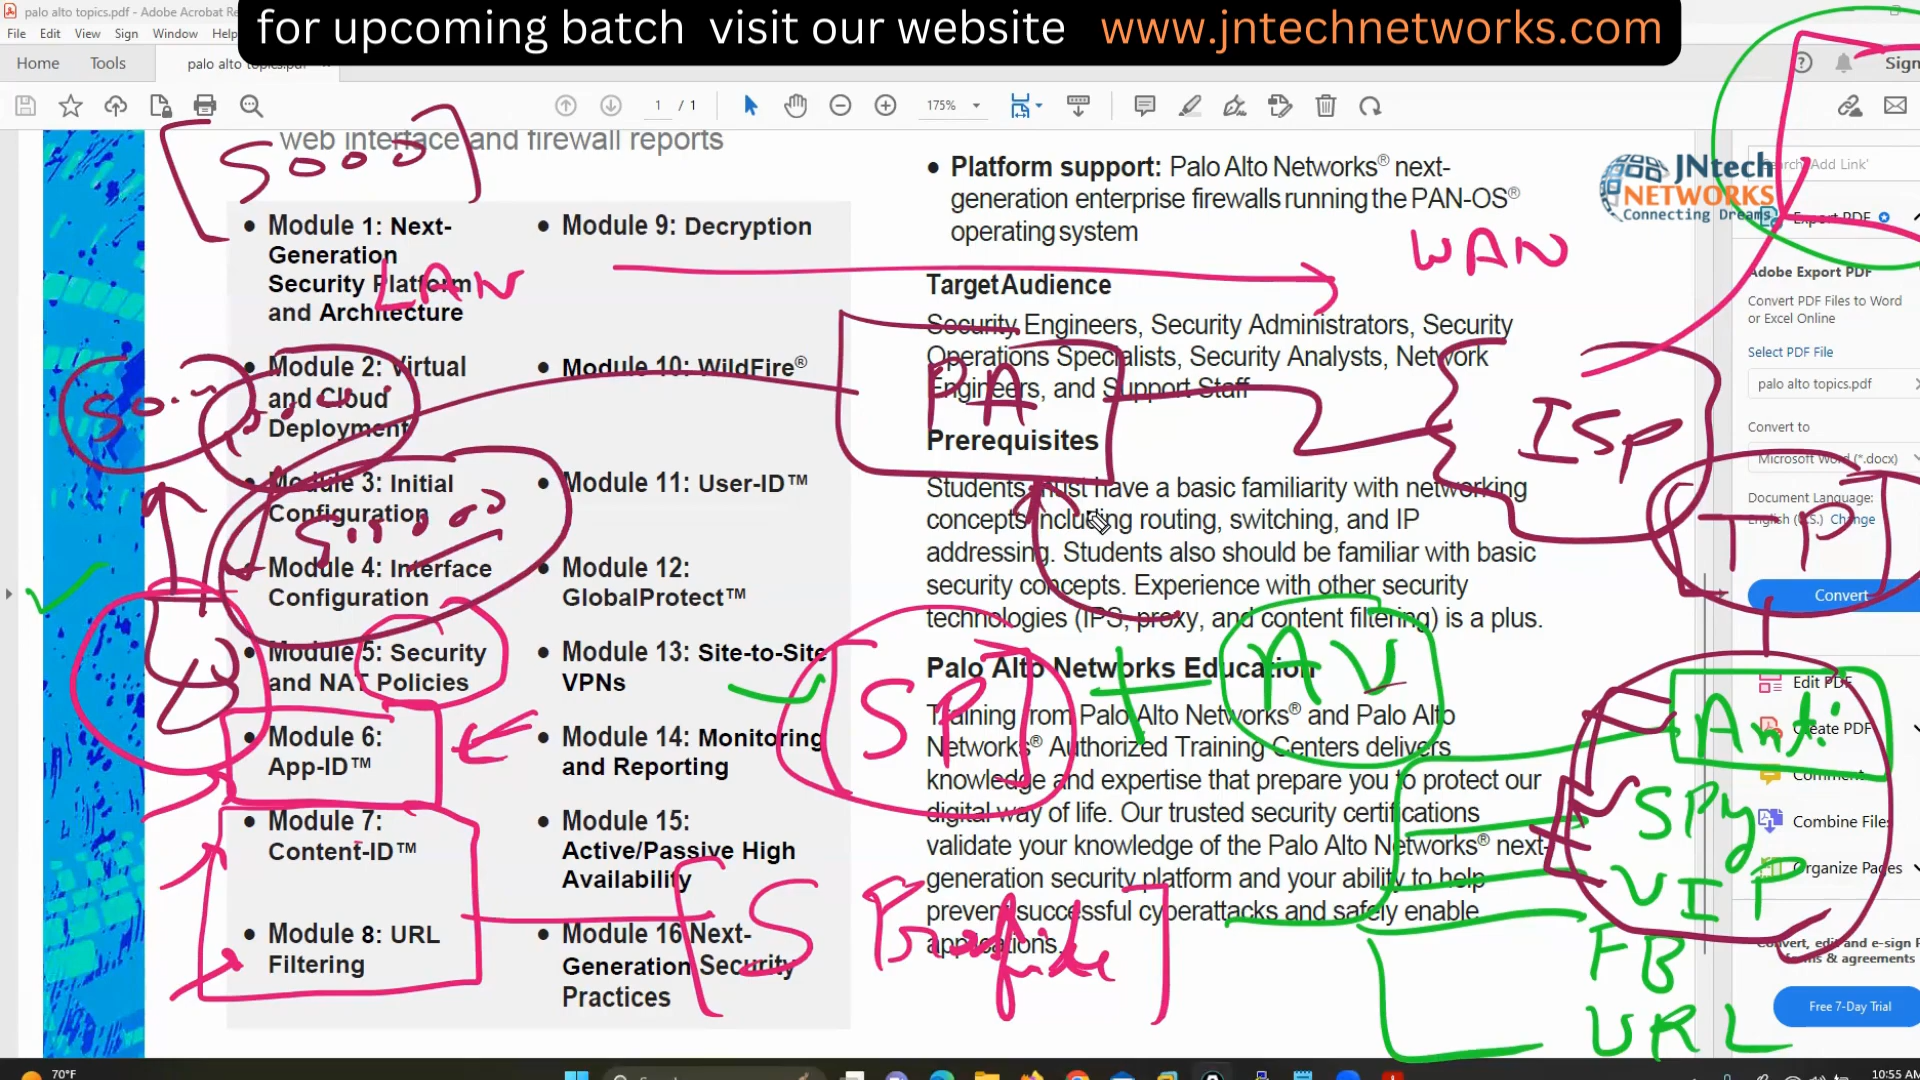 palo alto topics.pdf - Adobe Acrobat Re
for upcoming batch visit our website www.jntechnetworks.com
File Edit View Sign Window Help
Home Tools palo alto topics.pdf Sign
1 / 1 175%
web interface and firewall reports
5000
• Module 1: Next-
Generation
Security Platform
and Architecture
LAN
• Module 2: Virtual
and Cloud
Deployment
• Module 3: Initial
Configuration
• Module 4: Interface
Configuration
• Module 5: Security
and NAT Policies
• Module 6:
App-ID™
• Module 7:
Content-ID™
• Module 8: URL
Filtering
• Module 9: Decryption
• Module 10: WildFire®
• Module 11: User-ID™
• Module 12:
GlobalProtect™
• Module 13: Site-to-Site
VPNs
• Module 14: Monitoring
and Reporting
• Module 15:
Active/Passive High
Availability
• Module 16 Next-
Generation Security
Practices
• Platform support: Palo Alto Networks® next-
generation enterprise firewalls running the PAN-OS®
operating system
WAN
Target Audience
Security Engineers, Security Administrators, Security
Operations Specialists, Security Analysts, Network
Engineers, and Support Staff
PA
ISP
Prerequisites
Students must have a basic familiarity with networking
concepts including routing, switching, and IP
addressing. Students also should be familiar with basic
security concepts. Experience with other security
technologies (IPS, proxy, and content filtering) is a plus.
TP
SP + AV
Palo Alto Networks Education
Training from Palo Alto Networks® and Palo Alto
Networks® Authorized Training Centers delivers
knowledge and expertise that prepare you to protect our
digital way of life. Our trusted security certifications
validate your knowledge of the Palo Alto Networks® next-
generation security platform and your ability to help
prevent successful cyberattacks and safely enable
applications.
S
Anti
SPy
VIP
FB
URL
JNtech
NETWORKS
Connecting Dreams
Search 'Add Link'
Export PDF
Adobe Export PDF
Convert PDF Files to Word
or Excel Online
Select PDF File
palo alto topics.pdf
Convert to
Microsoft Word (*.docx)
Document Language:
English (U.S.) Change
Convert
Edit PDF
Create PDF
Comment
Combine Files
Organize Pages
Convert, edit and e-sign P
forms & agreements
Free 7-Day Trial
70°F
10:55 AM